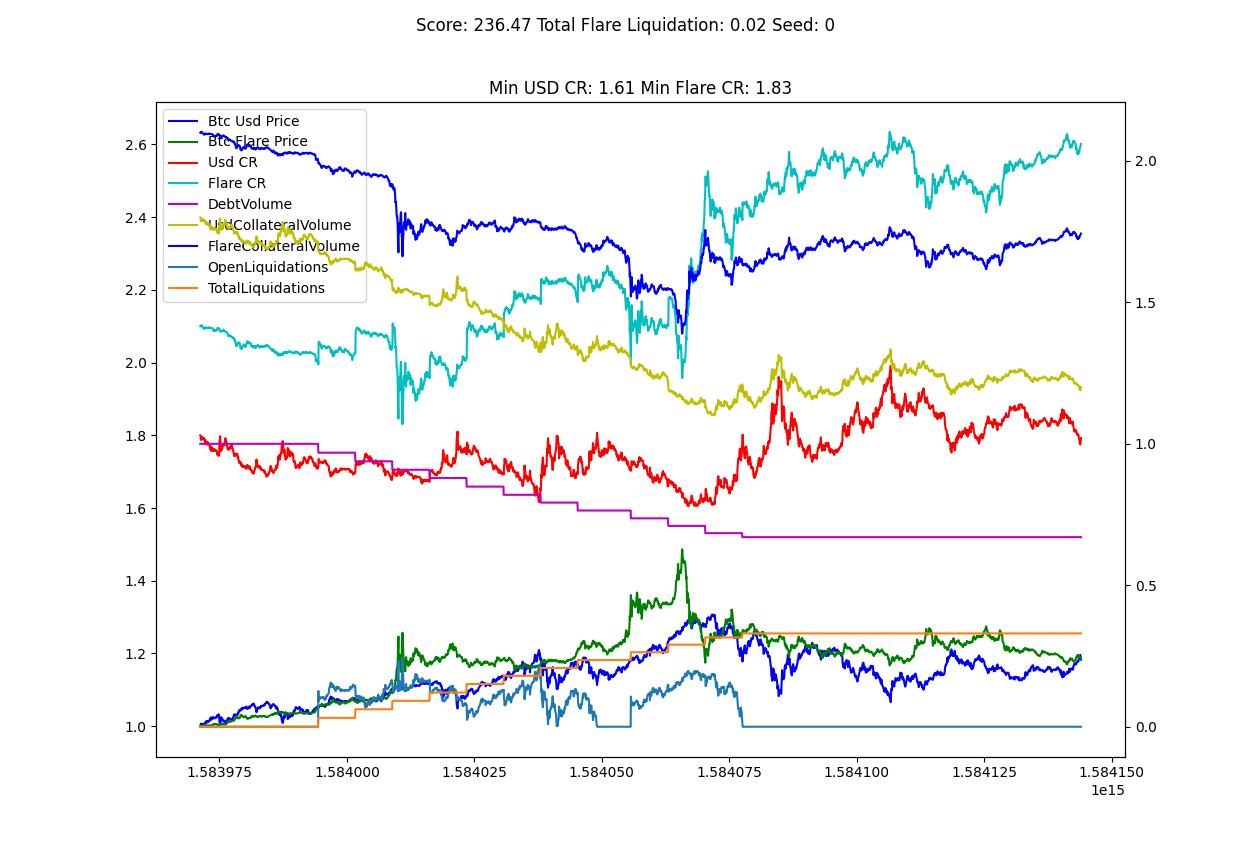 Score: 236.47 Total Flare Liquidation: 0.02 Seed: 0
Min USD CR: 1.61 Min Flare CR: 1.83
Btc Usd Price
Btc Flare Price
Usd CR
Flare CR
DebtVolume
UsdCollateralVolume
FlareCollateralVolume
OpenLiquidations
TotalLiquidations
2.6
2.4
2.2
2.0
1.8
1.6
1.4
1.2
1.0
2.0
1.5
1.0
0.5
0.0
1.583975 1.584000 1.584025 1.584050 1.584075 1.584100 1.584125 1.584150
1e15